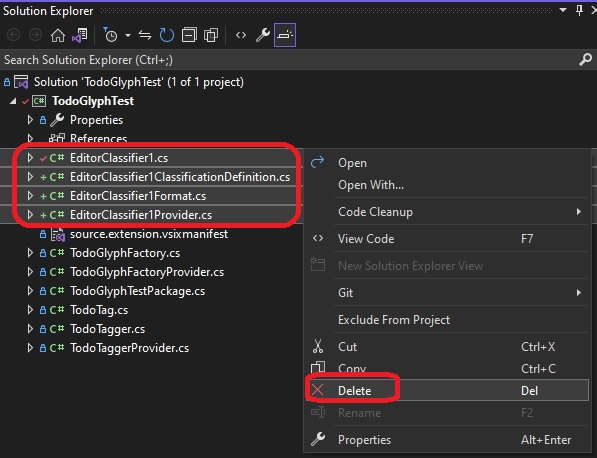 Solution Explorer
Search Solution Explorer (Ctrl+;)
Solution 'TodoGlyphTest' (1 of 1 project)
C# TodoGlyphTest
Properties
References
C# EditorClassifier1.cs
C# EditorClassifier1ClassificationDefinition.cs
C# EditorClassifier1Format.cs
C# EditorClassifier1Provider.cs
source.extension.vsixmanifest
C# TodoGlyphFactory.cs
C# TodoGlyphFactoryProvider.cs
C# TodoGlyphTestPackage.cs
C# TodoTag.cs
C# TodoTagger.cs
C# TodoTaggerProvider.cs
Open
Open With...
Code Cleanup
View Code F7
New Solution Explorer View
Git
Exclude From Project
Cut Ctrl+X
Copy Ctrl+C
Delete Del
Rename F2
Properties Alt+Enter